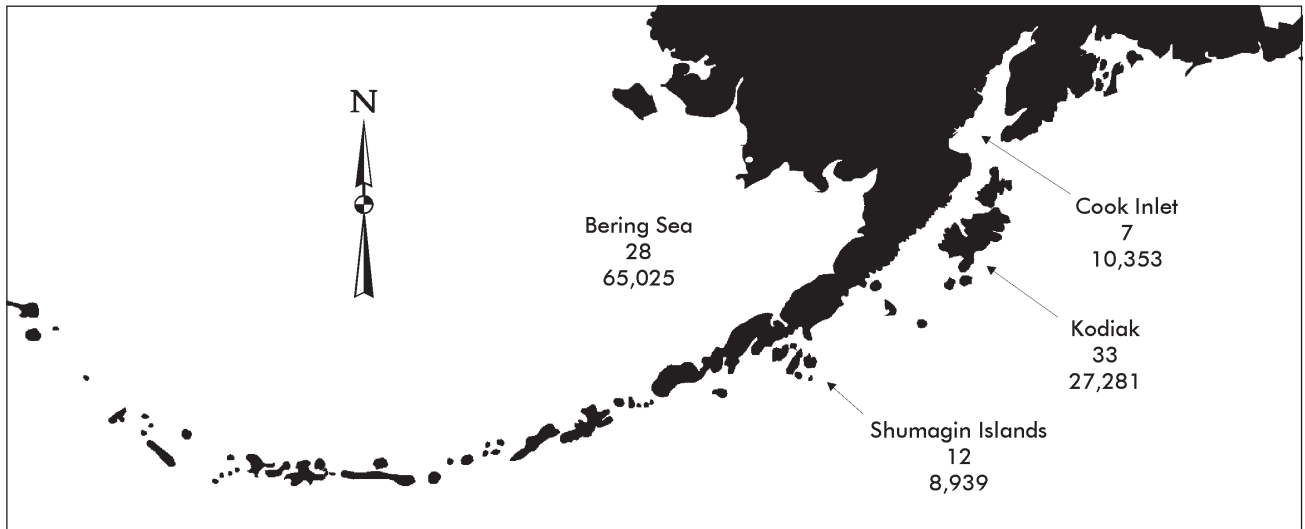 N
Bering Sea
28
65,025
Cook Inlet
7
10,353
Kodiak
33
27,281
Shumagin Islands
12
8,939